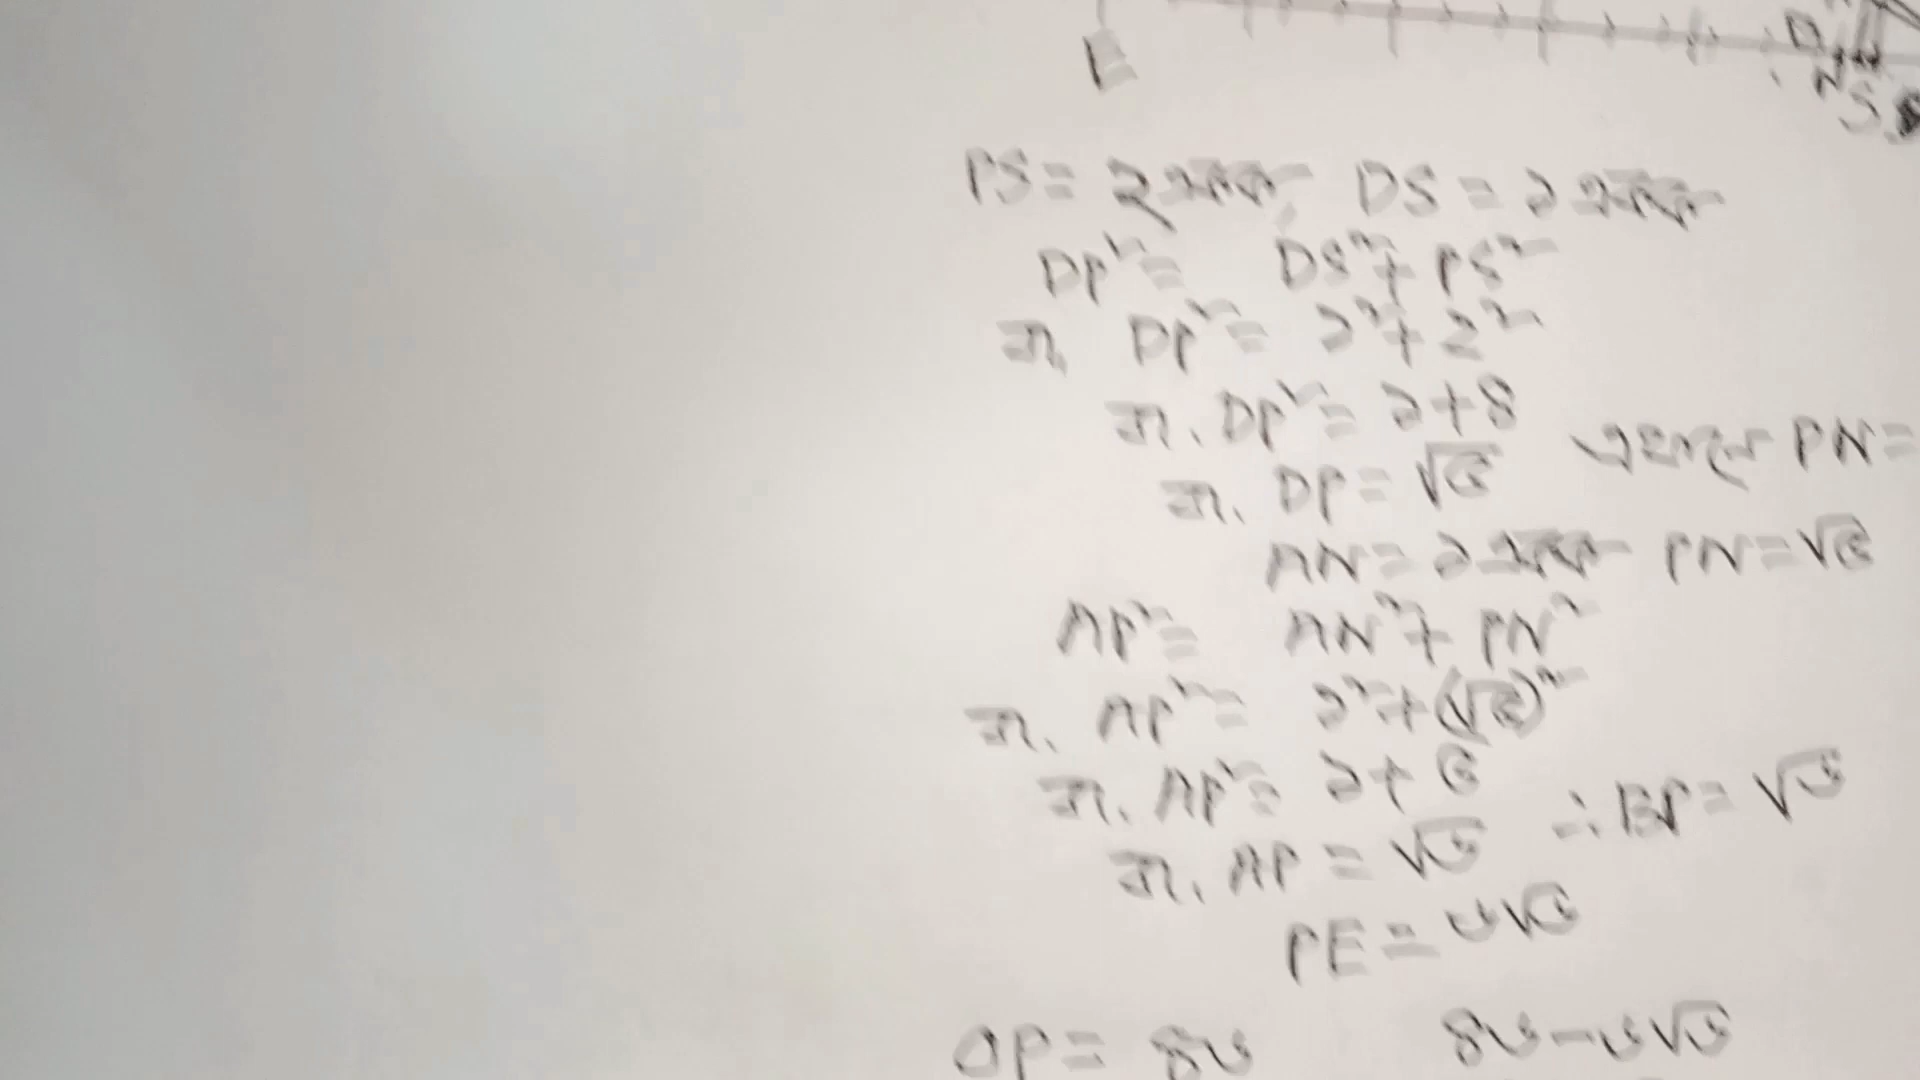 E D N S
PS = ২ একক, DS = ১ একক
DP² = DS² + PS²
বা, DP² = ১² + ২²
বা, DP² = ১+৪
বা, DP = √৫ এখানে PN =
AN = ১ একক PN = √৫
AP² = AN² + PN²
বা, AP² = ১² + (√৫)²
বা, AP² = ১ + ৫
বা, AP = √৬ ∴ BP = √৬
PE = ৬√৬
OP = ৪৬ ৪৬-৬√৬